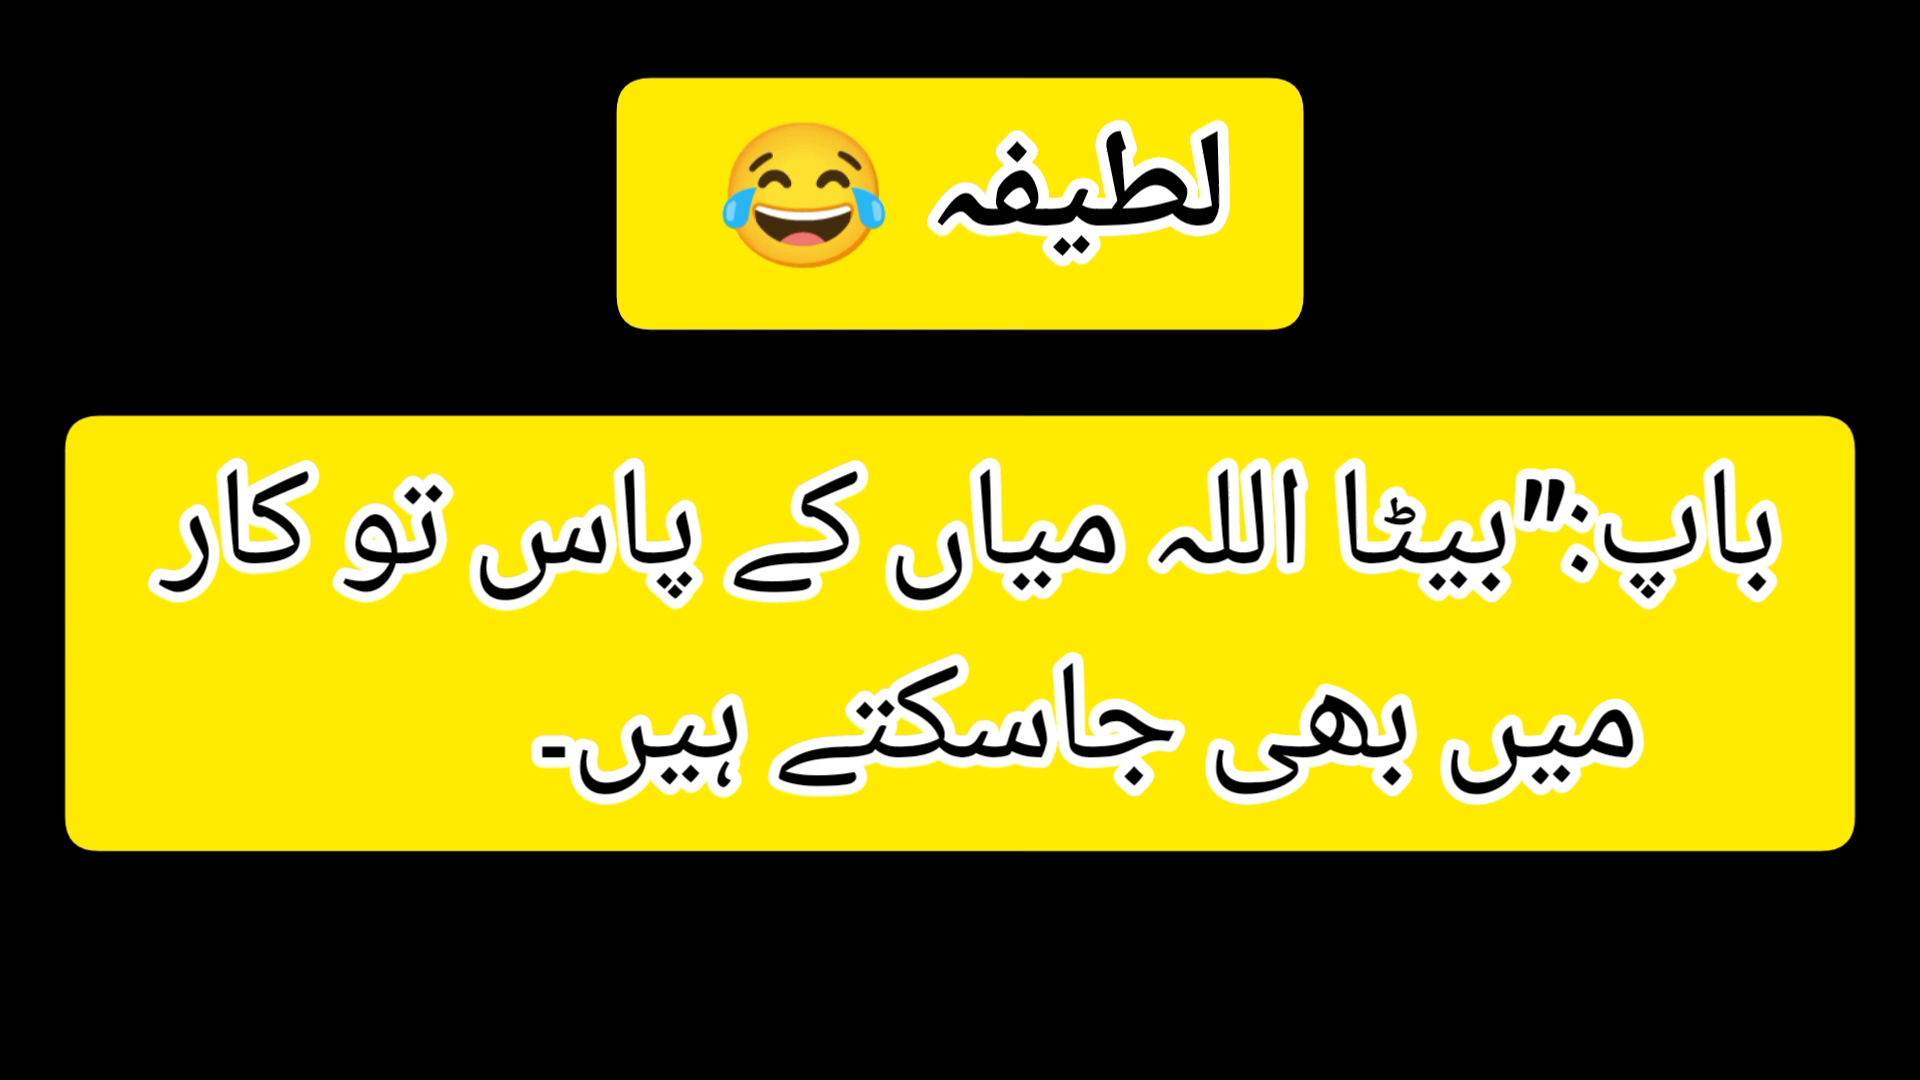 لطیفہ 😂
باپ:"بیٹا اللہ میاں کے پاس تو کار
میں بھی جاسکتے ہیں۔